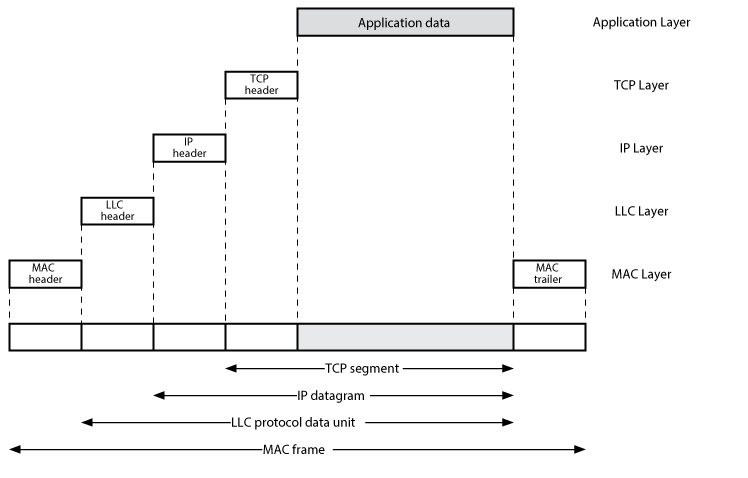 Application data
Application Layer
TCP
header
TCP Layer
IP
header
IP Layer
LLC
header
LLC Layer
MAC
header
MAC
trailer
MAC Layer
TCP segment
IP datagram
LLC protocol data unit
MAC frame